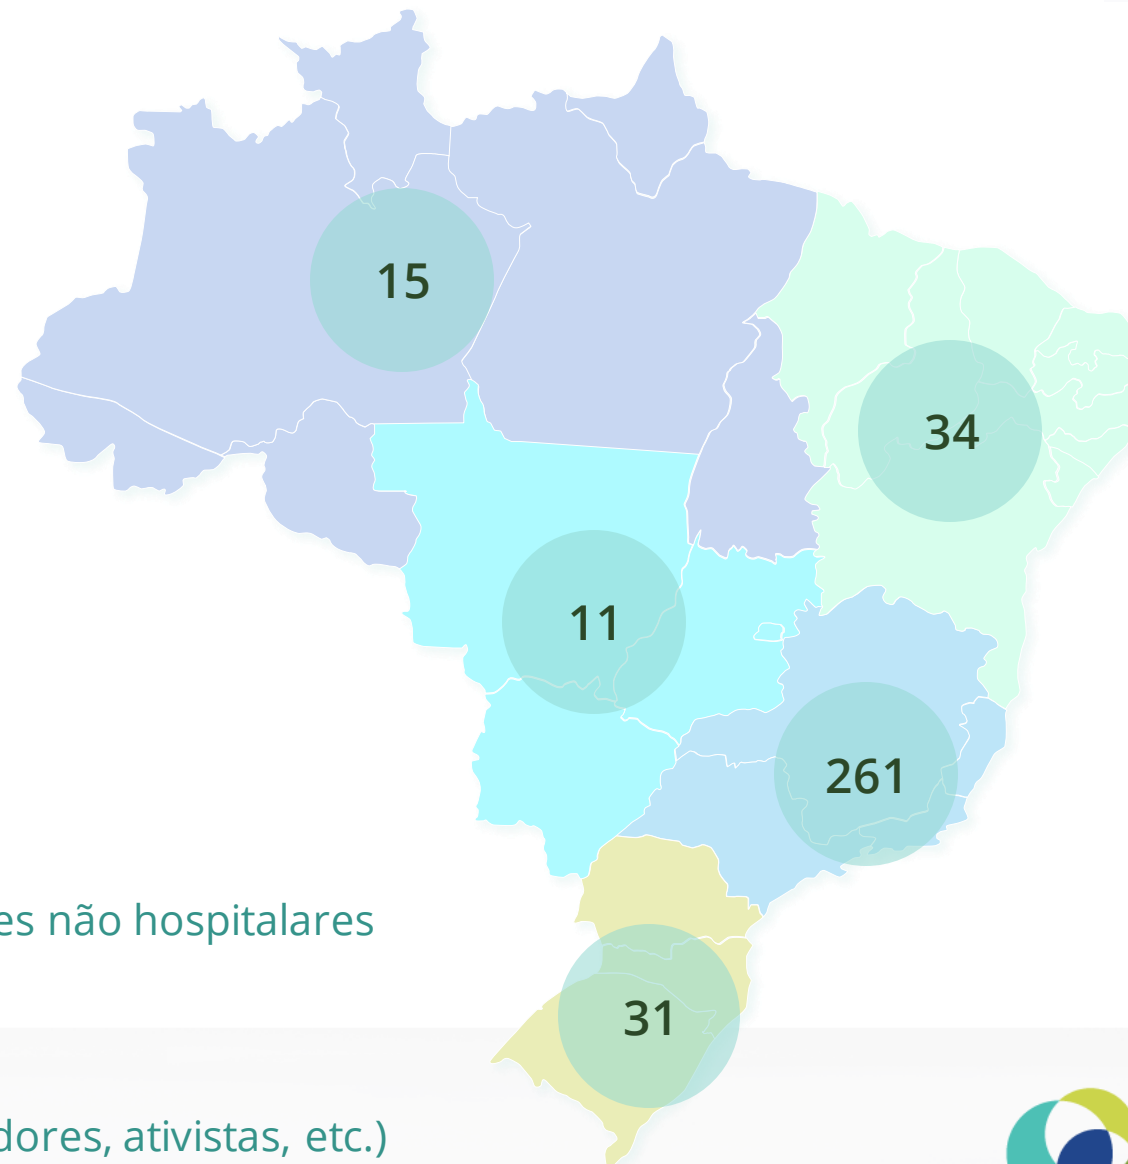 15
34
11
261
es não hospitalares
31
dores, ativistas, etc.)